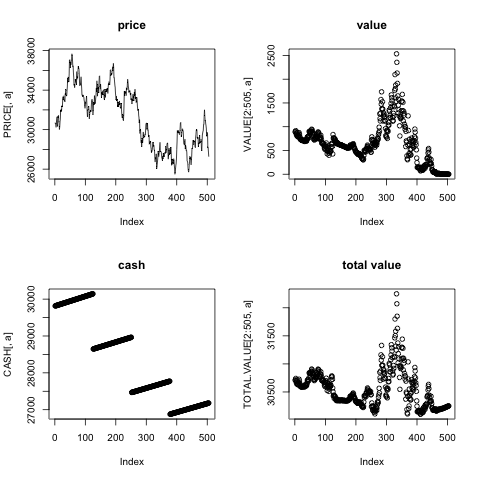 price
PRICE[, a]
26000 30000 34000 38000
0 100 200 300 400 500
Index
value
VALUE[2:505, a]
0 500 1500 2500
0 100 200 300 400 500
Index
cash
CASH[, a]
27000 28000 29000 30000
0 100 200 300 400 500
Index
total value
TOTAL.VALUE[2:505, a]
30500 31500
0 100 200 300 400 500
Index